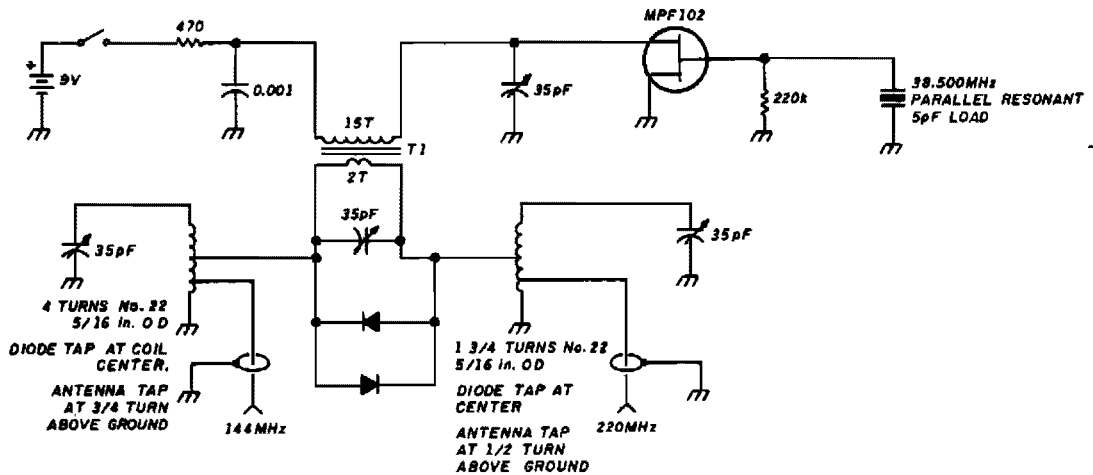 MPF102
470
+
9V
0.001
35pF
220k
38.500MHz
PARALLEL RESONANT
5pF LOAD
15T
T1
2T
35pF
35pF
35pF
4 TURNS No. 22
5/16 in. OD
DIODE TAP AT COIL
CENTER.
ANTENNA TAP
AT 3/4 TURN
ABOVE GROUND
144MHz
1 3/4 TURNS No. 22
5/16 in. OD
DIODE TAP AT
CENTER
ANTENNA TAP
AT 1/2 TURN
ABOVE GROUND
220MHz